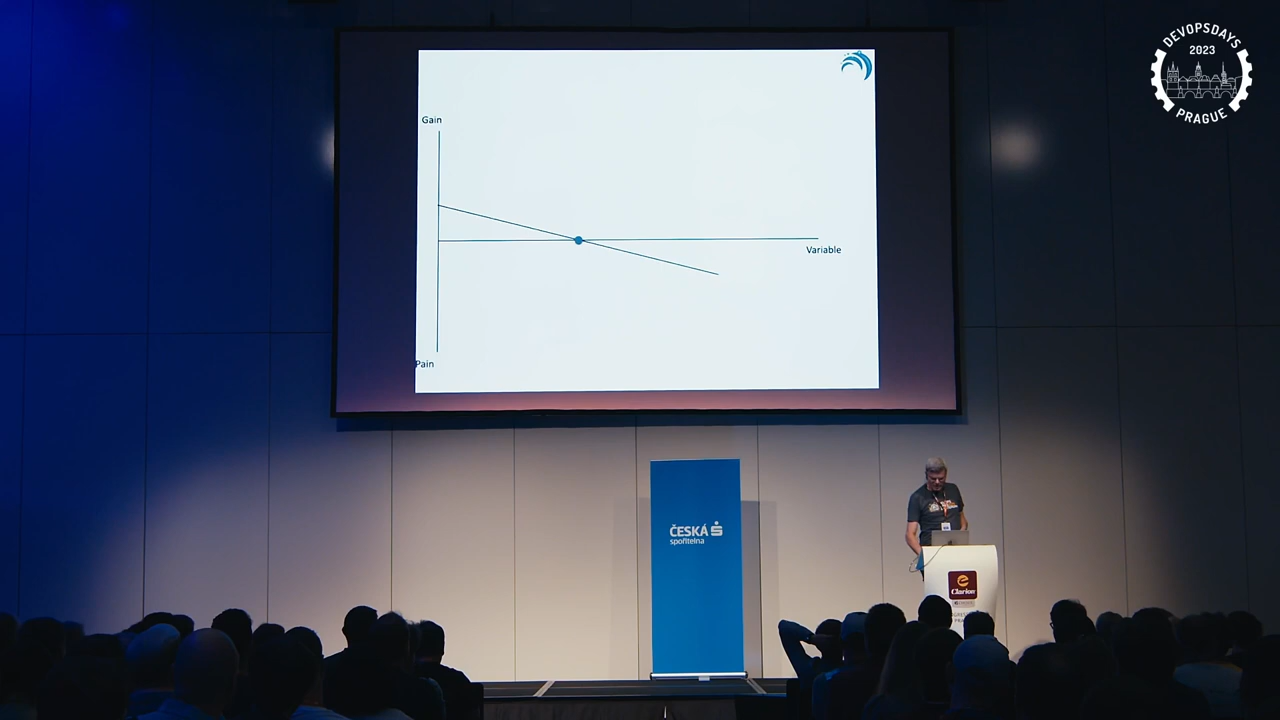 DEVOPSDAYS
2023
PRAGUE
Gain
Variable
Pain
ČESKÁ
spořitelna
Clarion